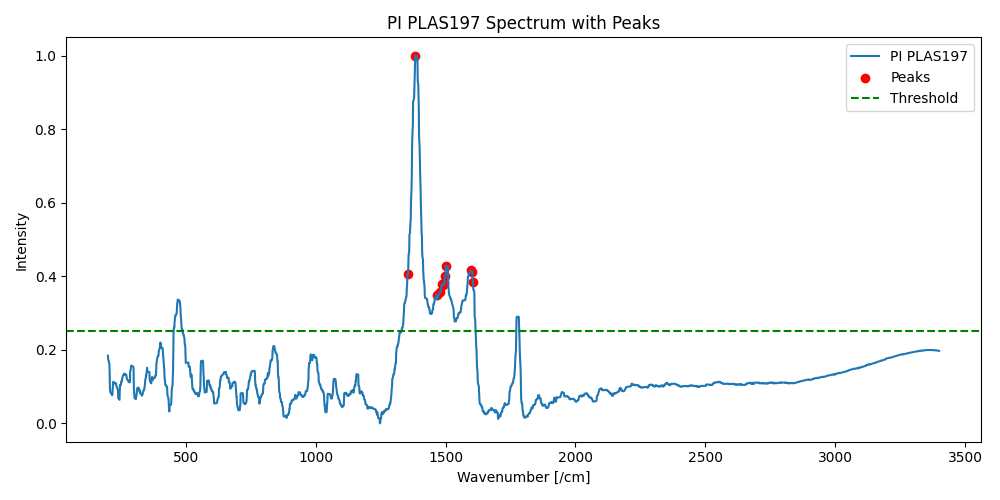 PI PLAS197 Spectrum with Peaks
Intensity
1.0
0.8
0.6
0.4
0.2
0.0
PI PLAS197
Peaks
Threshold
500
1000
1500
2000
2500
3000
3500
Wavenumber [/cm]